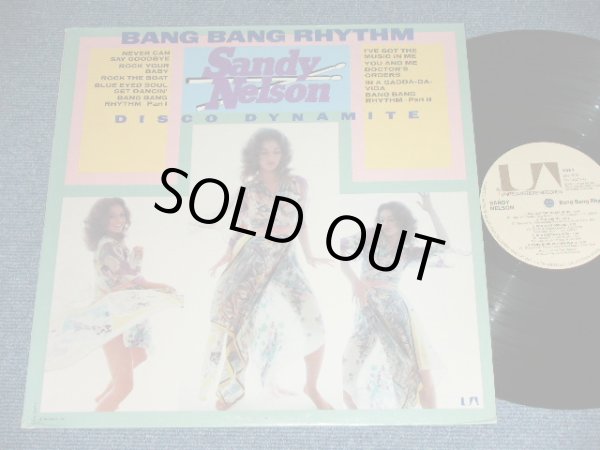 BANG BANG RHYTHM
NEVER CAN
SAY GOODBYE
ROCK YOUR
BABY
ROCK THE BOAT
BLUE EYED SOUL
GET DANCIN'
BANG BANG
RHYTHM - Part I
Sandy
Nelson
I'VE GOT THE
MUSIC IN ME
YOU AND ME
DOCTOR'S
ORDERS
IN A GADDA-DA-
VIDA
BANG BANG
RHYTHM - Part II
DISCO DYNAMITE
SOLD OUT
UA
UA
SANDY
NELSON
Bang Bang Rhy